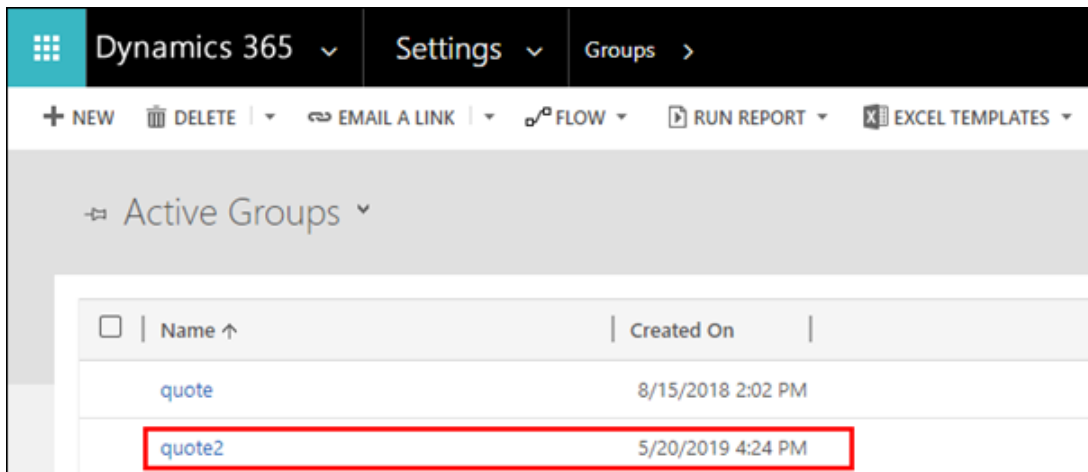 Dynamics 365 Settings Groups >
+ NEW DELETE EMAIL A LINK FLOW RUN REPORT EXCEL TEMPLATES
Active Groups
Name ↑ Created On
quote 8/15/2018 2:02 PM
quote2 5/20/2019 4:24 PM